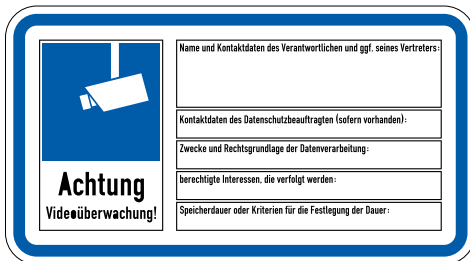 Achtung
Videoüberwachung!
Name und Kontaktdaten des Verantwortlichen und ggf. seines Vertreters:
Kontaktdaten des Datenschutzbeauftragten (sofern vorhanden):
Zwecke und Rechtsgrundlage der Datenverarbeitung:
berechtigte Interessen, die verfolgt werden:
Speicherdauer oder Kriterien für die Festlegung der Dauer: